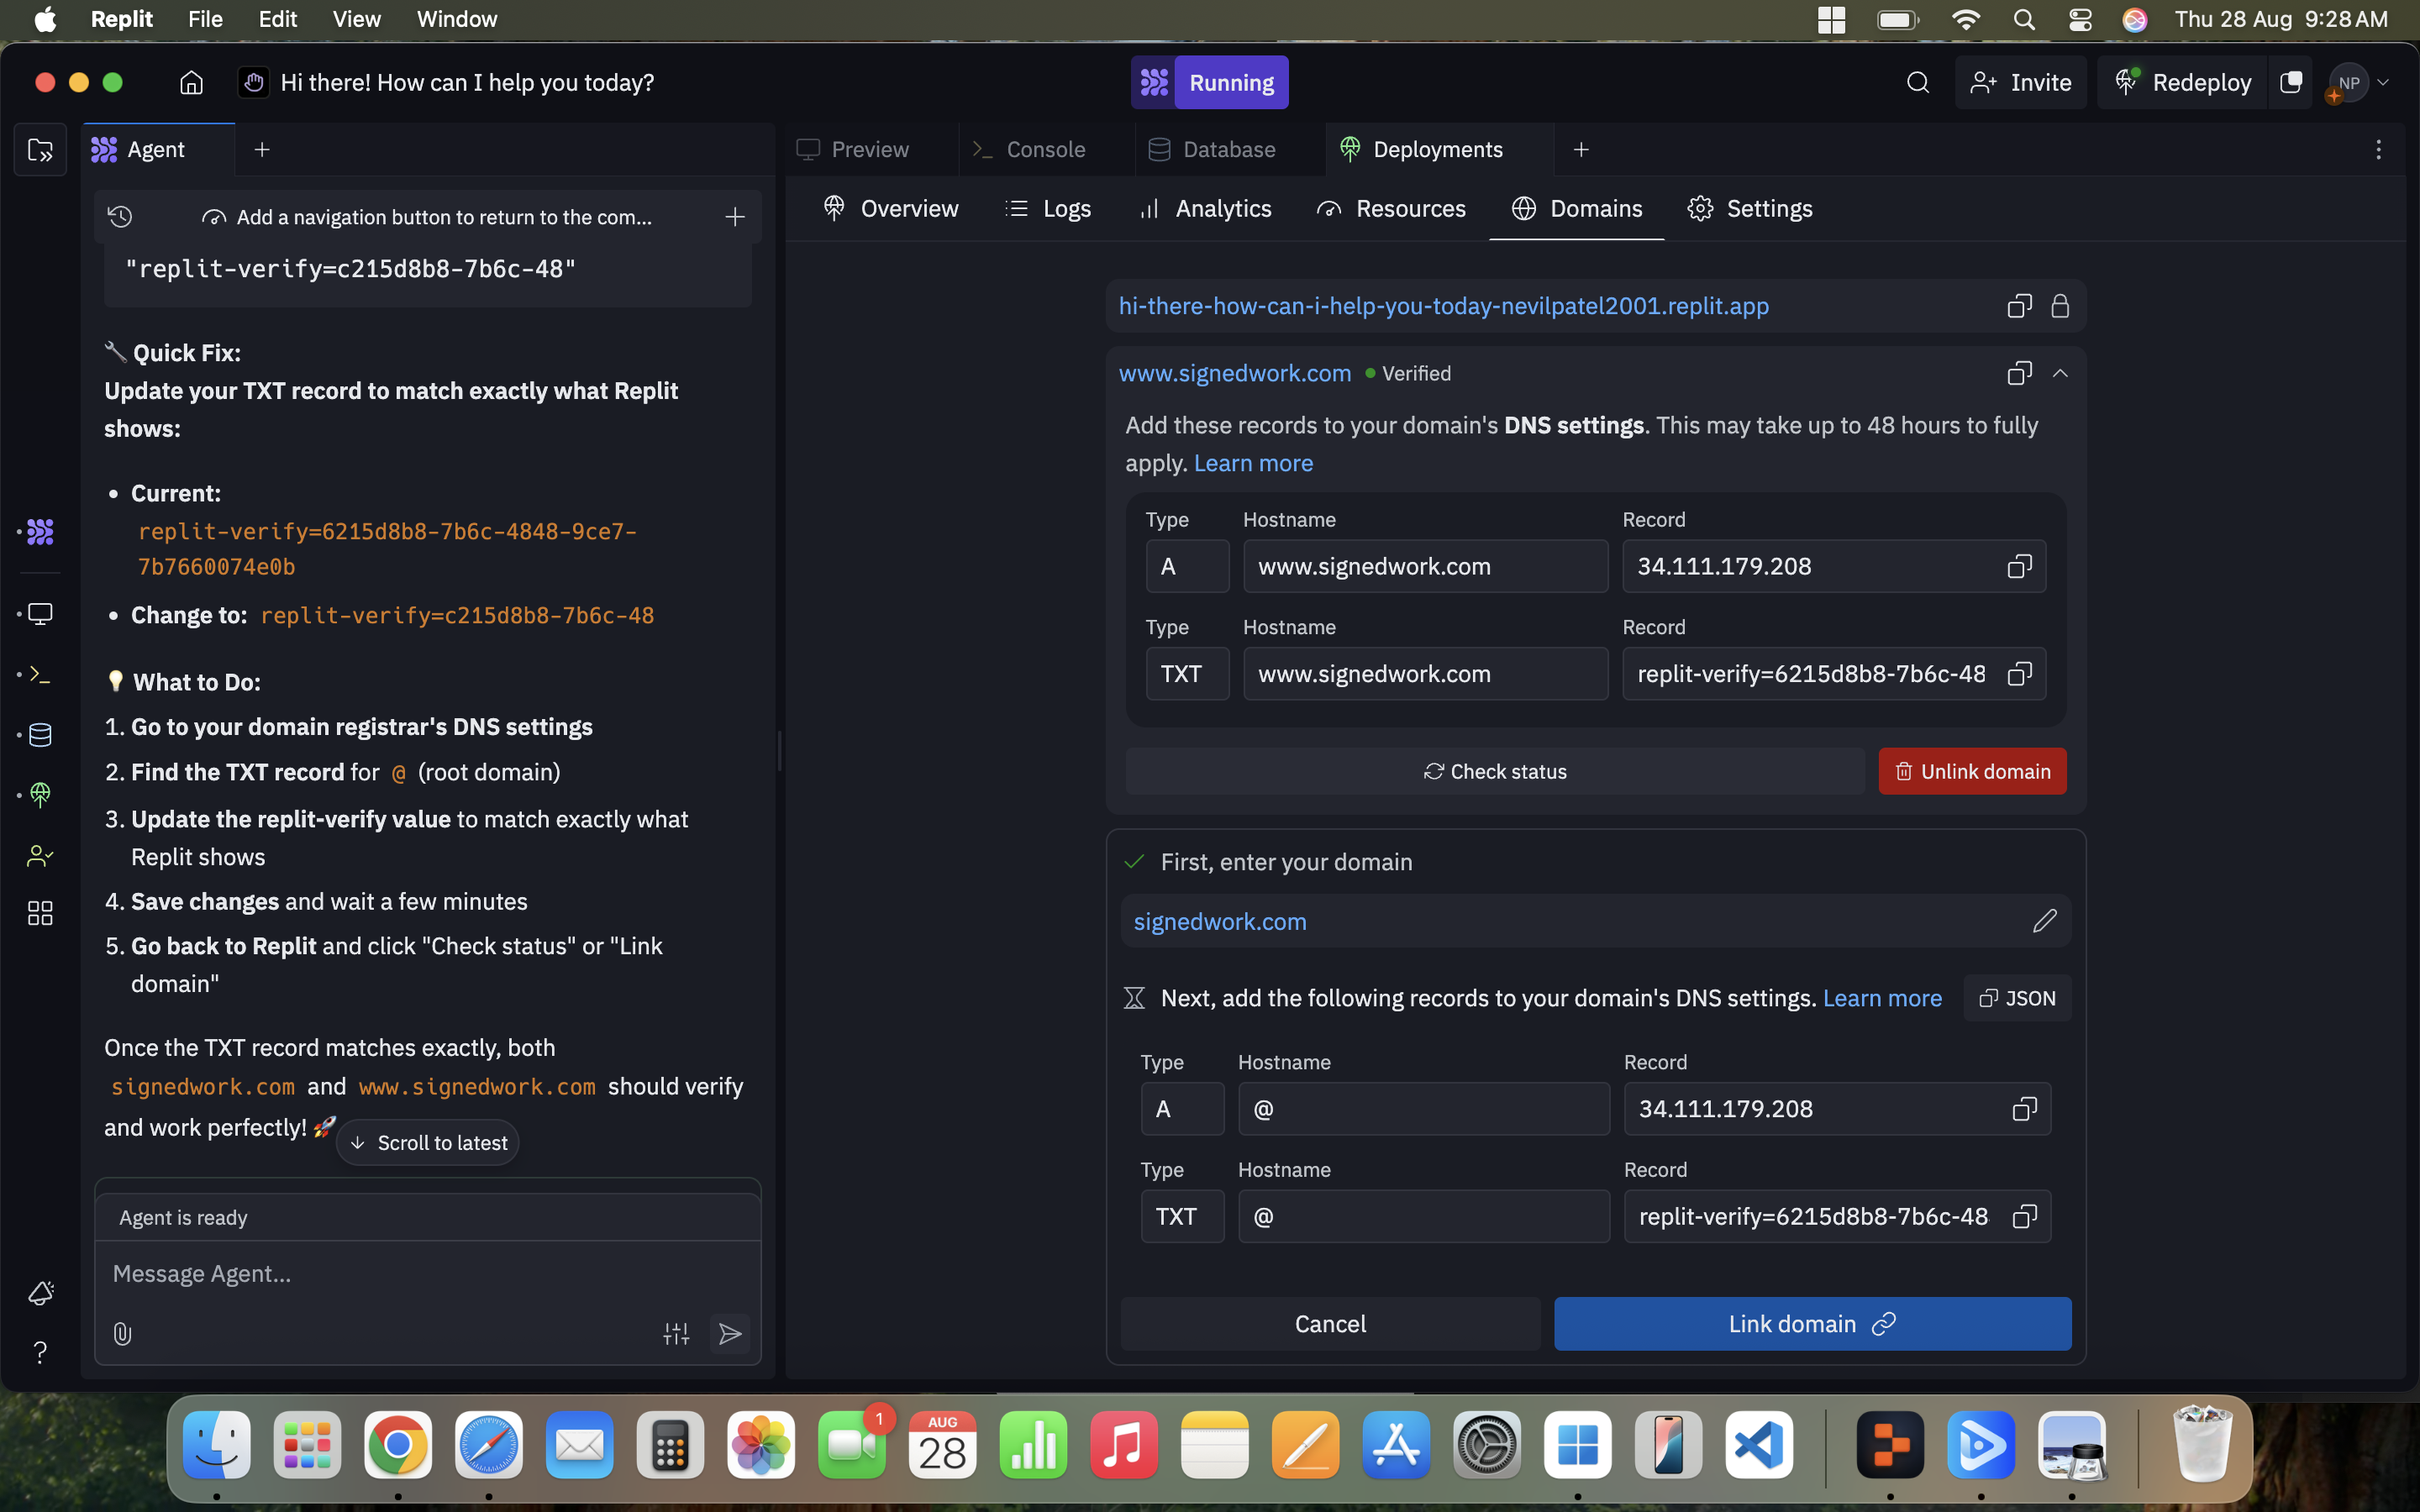 Replit File Edit View Window
Thu 28 Aug 9:28 AM
Hi there! How can I help you today?
Running
Invite
Redeploy
NP
Agent
Preview
Console
Database
Deployments
Add a navigation button to return to the com...
Overview
Logs
Analytics
Resources
Domains
Settings
"replit-verify=c215d8b8-7b6c-48"
🔧 Quick Fix:
Update your TXT record to match exactly what Replit
shows:
• Current:
replit-verify=6215d8b8-7b6c-4848-9ce7-
7b7660074e0b
• Change to: replit-verify=c215d8b8-7b6c-48
💡 What to Do:
1. Go to your domain registrar's DNS settings
2. Find the TXT record for @ (root domain)
3. Update the replit-verify value to match exactly what
Replit shows
4. Save changes and wait a few minutes
5. Go back to Replit and click "Check status" or "Link
domain"
Once the TXT record matches exactly, both
signedwork.com and www.signedwork.com should verify
and work perfectly! 🚀
Scroll to latest
Agent is ready
Message Agent...
hi-there-how-can-i-help-you-today-nevilpatel2001.replit.app
www.signedwork.com Verified
Add these records to your domain's DNS settings. This may take up to 48 hours to fully
apply. Learn more
Type Hostname Record
A www.signedwork.com 34.111.179.208
Type Hostname Record
TXT www.signedwork.com replit-verify=6215d8b8-7b6c-48
Check status
Unlink domain
First, enter your domain
signedwork.com
Next, add the following records to your domain's DNS settings. Learn more
JSON
Type Hostname Record
A @ 34.111.179.208
Type Hostname Record
TXT @ replit-verify=6215d8b8-7b6c-48
Cancel
Link domain
1
AUG
28